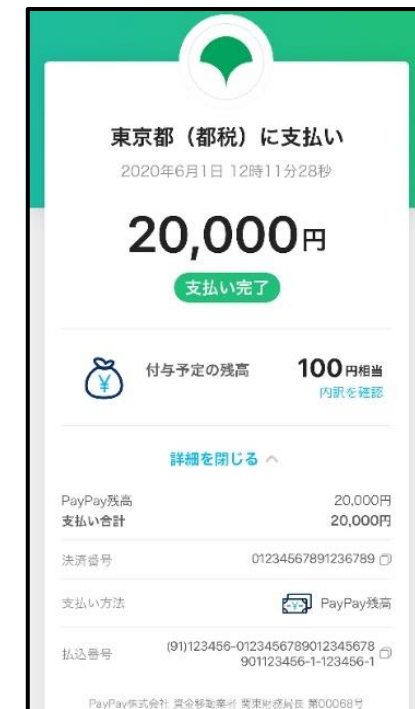 東京都（都税）に支払い
2020年6月1日 12時11分28秒
20,000円
支払い完了
付与予定の残高 100円相当
内訳を確認
詳細を閉じる
PayPay残高 20,000円
支払い合計 20,000円
決済番号 01234567891236789
支払い方法 PayPay残高
払込番号 (91)123456-0123456789012345678
901123456-1-123456-1
PayPay株式会社 資金移動業者 関東財務局長 第00068号